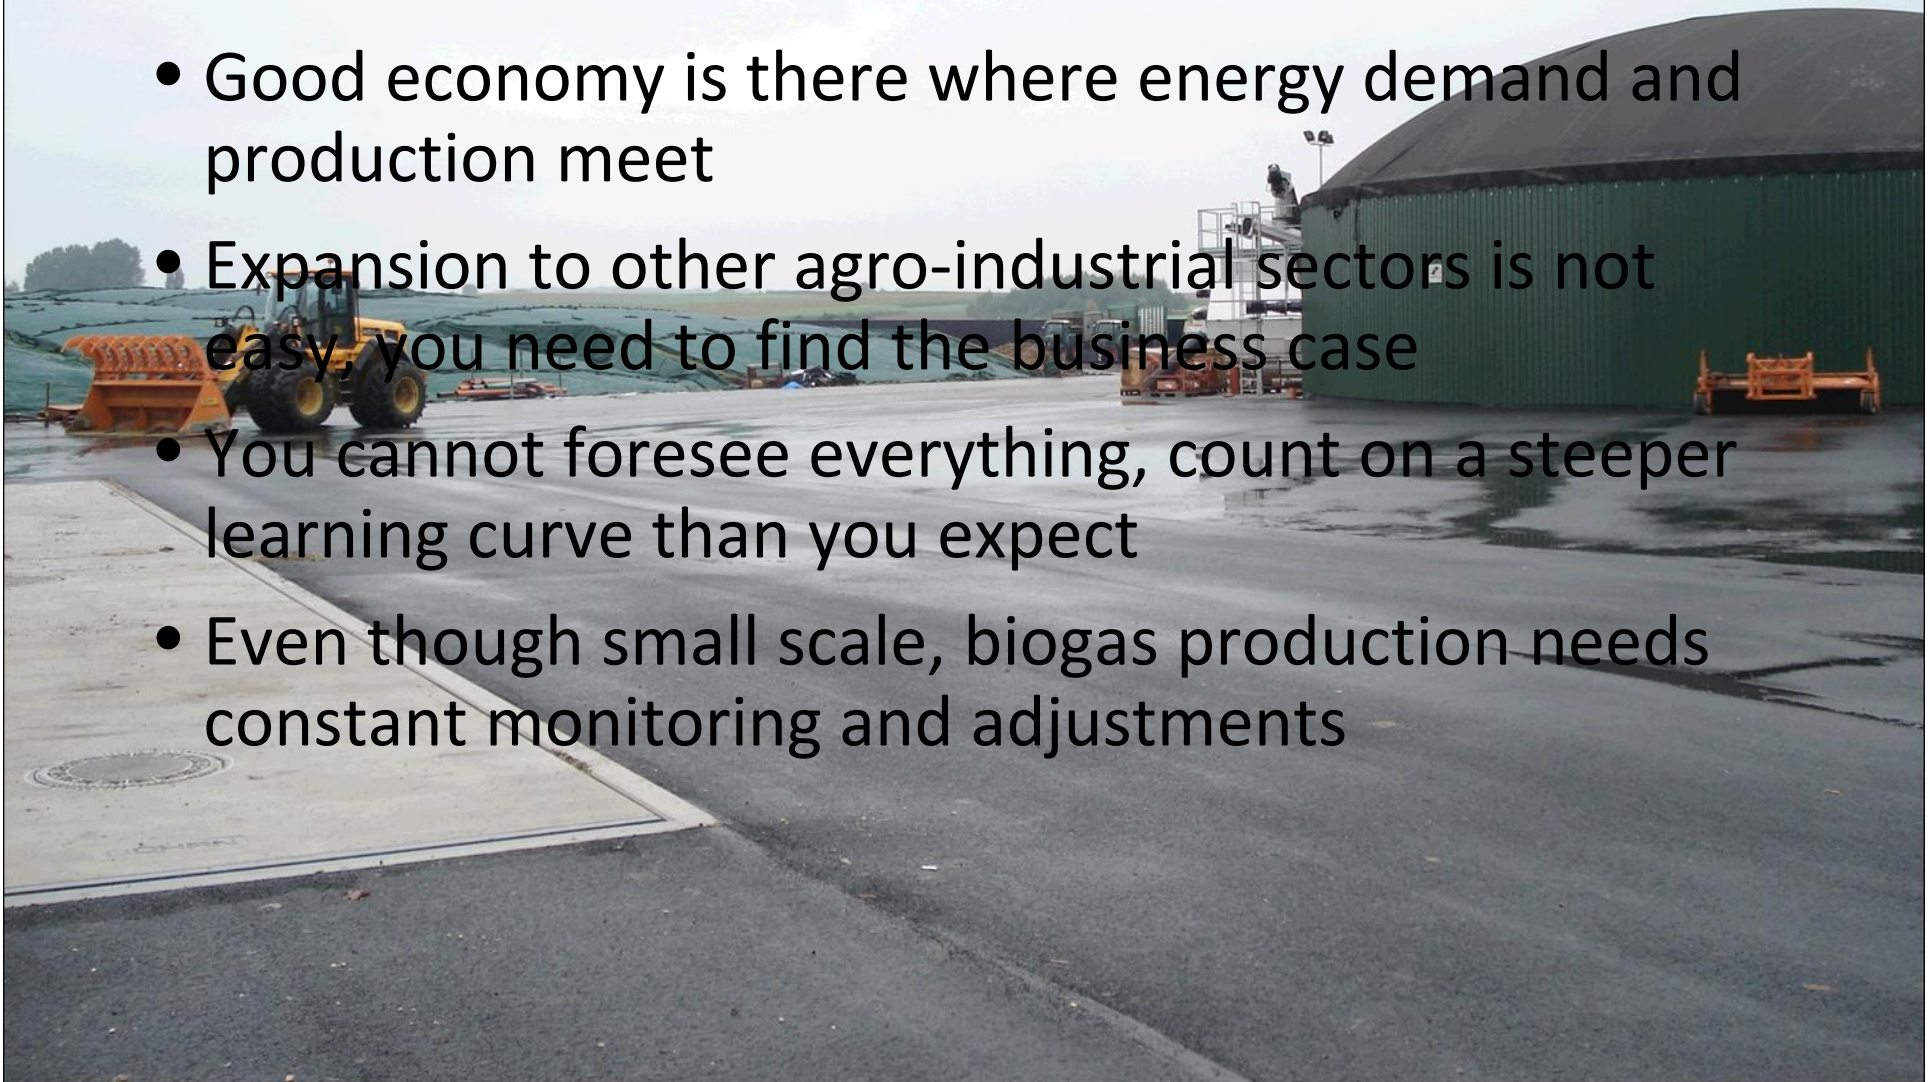 • Good economy is there where energy demand and
production meet
• Expansion to other agro-industrial sectors is not
easy, you need to find the business case
• You cannot foresee everything, count on a steeper
learning curve than you expect
• Even though small scale, biogas production needs
constant monitoring and adjustments